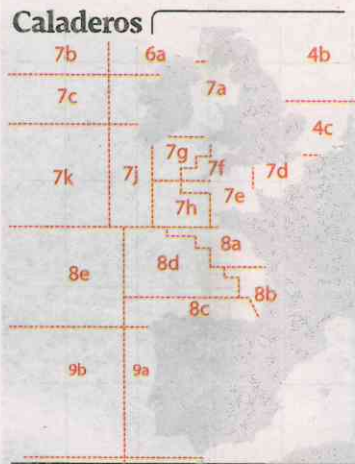 Caladeros
7b 6a 4b
7c 7a
4c
7g
7k 7j 7f 7d
7e
7h
8a
8e 8d
8b
8c
9b 9a